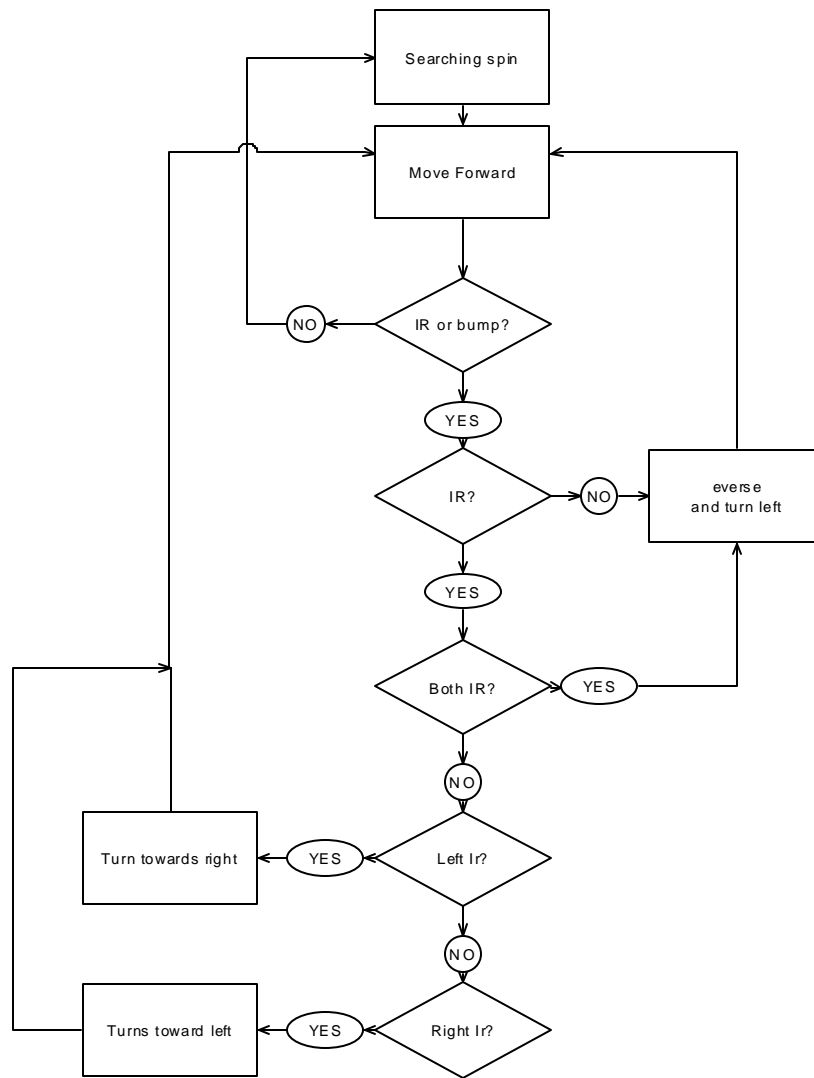 Searching spin
Move Forward
IR or bump?
NO
YES
IR?
NO
everse
and turn left
YES
Both IR?
YES
NO
Turn towards right
YES
Left Ir?
NO
Turns toward left
YES
Right Ir?